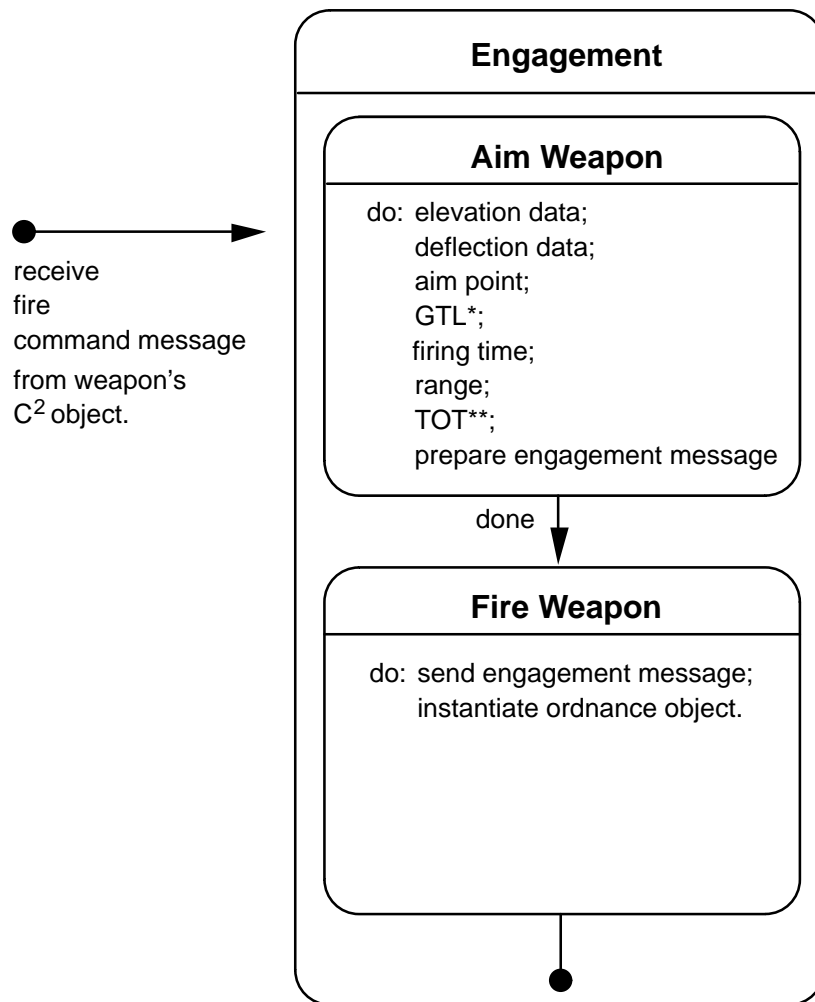 Engagement
Aim Weapon
do: elevation data;
deflection data;
aim point;
GTL*;
firing time;
range;
TOT**;
prepare engagement message
receive
fire
command message
from weapon's
C² object.
done
Fire Weapon
do: send engagement message;
instantiate ordnance object.